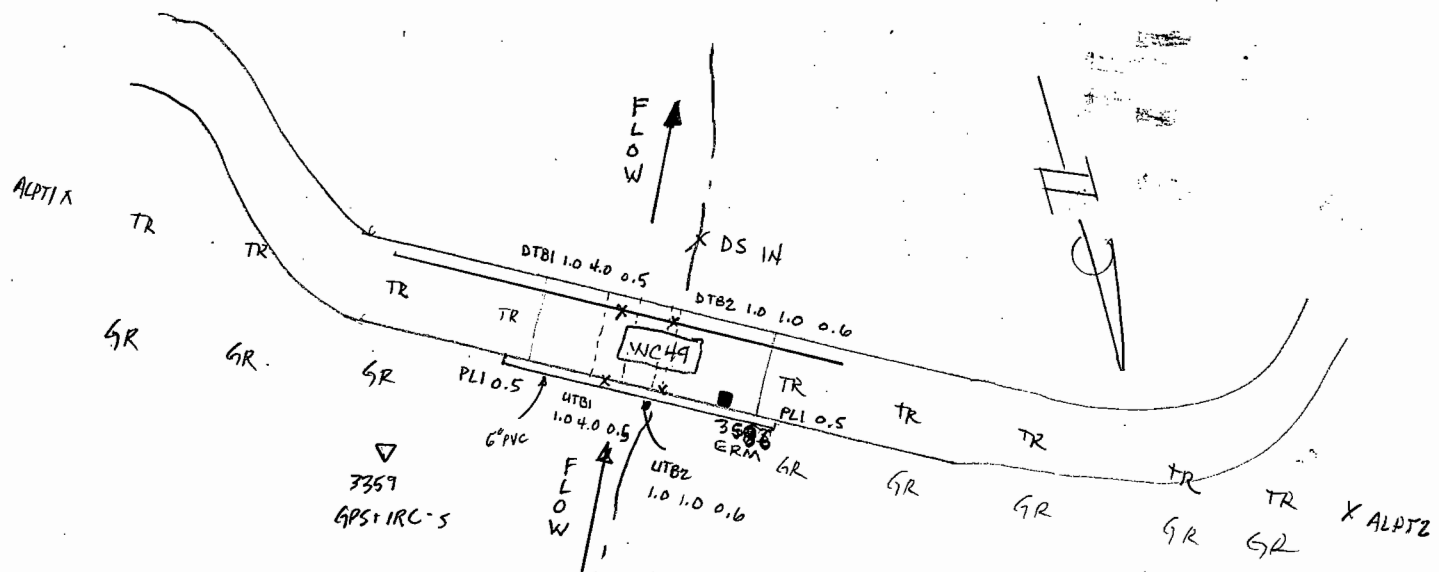 FLOW
ALPT1 X
TR
TR
X DS IN
DTB1 1.0 4.0 0.5
TR
DTB2 1.0 1.0 0.6
TR
WC49
GR
GR
GR
PL1 0.5
TR
PL1 0.5
TR
TR
UTB1
1.0 4.0 0.5
6" PVC
ERM
GR
GR
GR
TR
TR
X ALPT2
UTB2
1.0 1.0 0.6
3359
GPS+IRC-S
FLOW
GR
GR
N